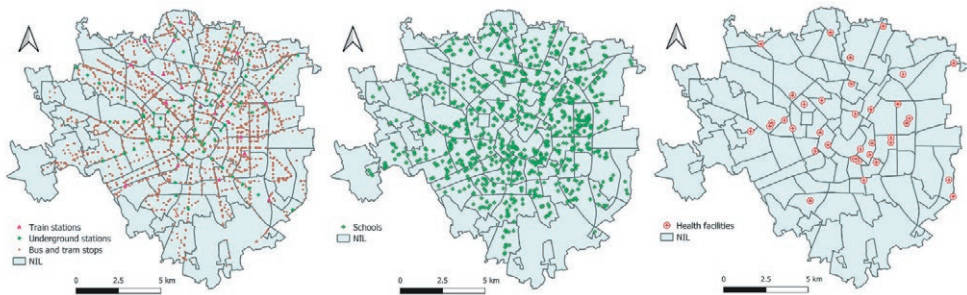 Train stations
Underground stations
Bus and tram stops
NIL
0 2.5 5 km
Schools
NIL
0 2.5 5 km
Health facilities
NIL
0 2.5 5 km